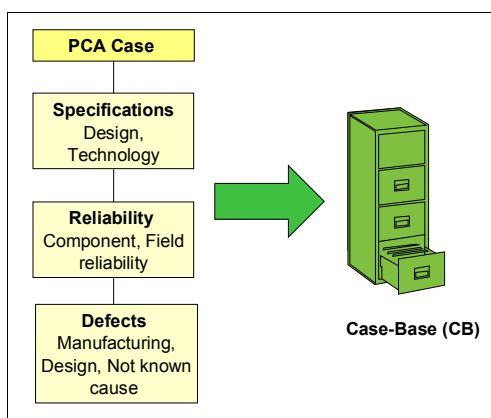 PCA Case
Specifications
Design,
Technology
Reliability
Component, Field
reliability
Defects
Manufacturing,
Design, Not known
cause
Case-Base (CB)